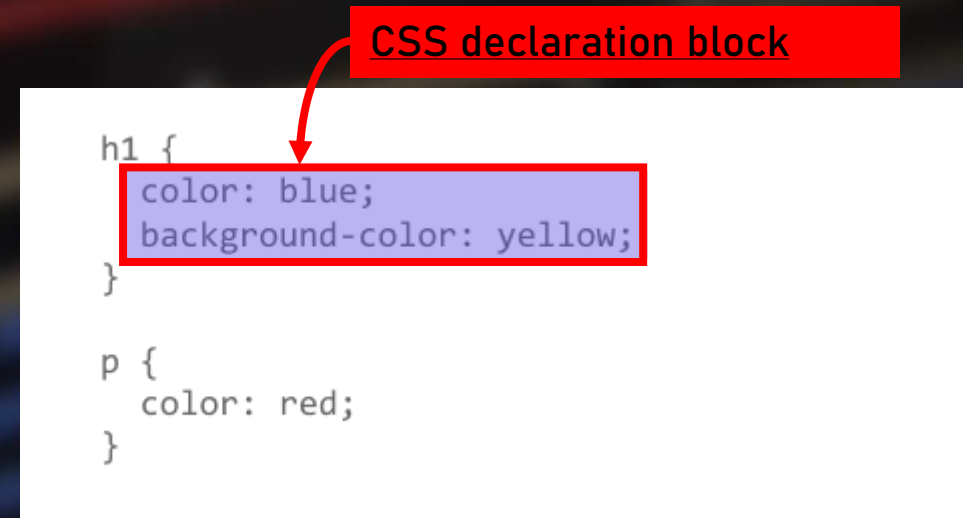 CSS declaration block
h1 {
  color: blue;
  background-color: yellow;
}
p {
  color: red;
}